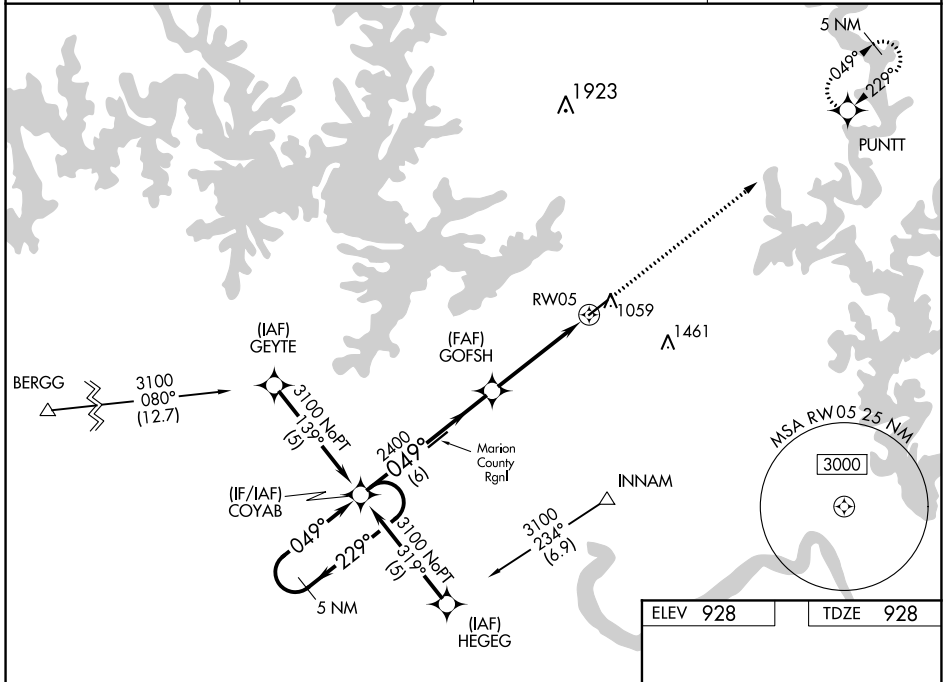 5 NM
049°
229°
PUNTT
1923
RW05
1059
1461
(FAF)
GOFSH
(IAF)
GEYTE
BERGG
3100
080°
(12.7)
3100 NoPT
139°
(5)
2400
049°
(6)
Marion
County
Rgnl
(IF/IAF)
COYAB
049°
229°
5 NM
3100 NoPT
319°
(5)
(IAF)
HEGEG
INNAM
3100
234°
(6.9)
MSA RW05 25 NM
3000
ELEV 928
TDZE 928